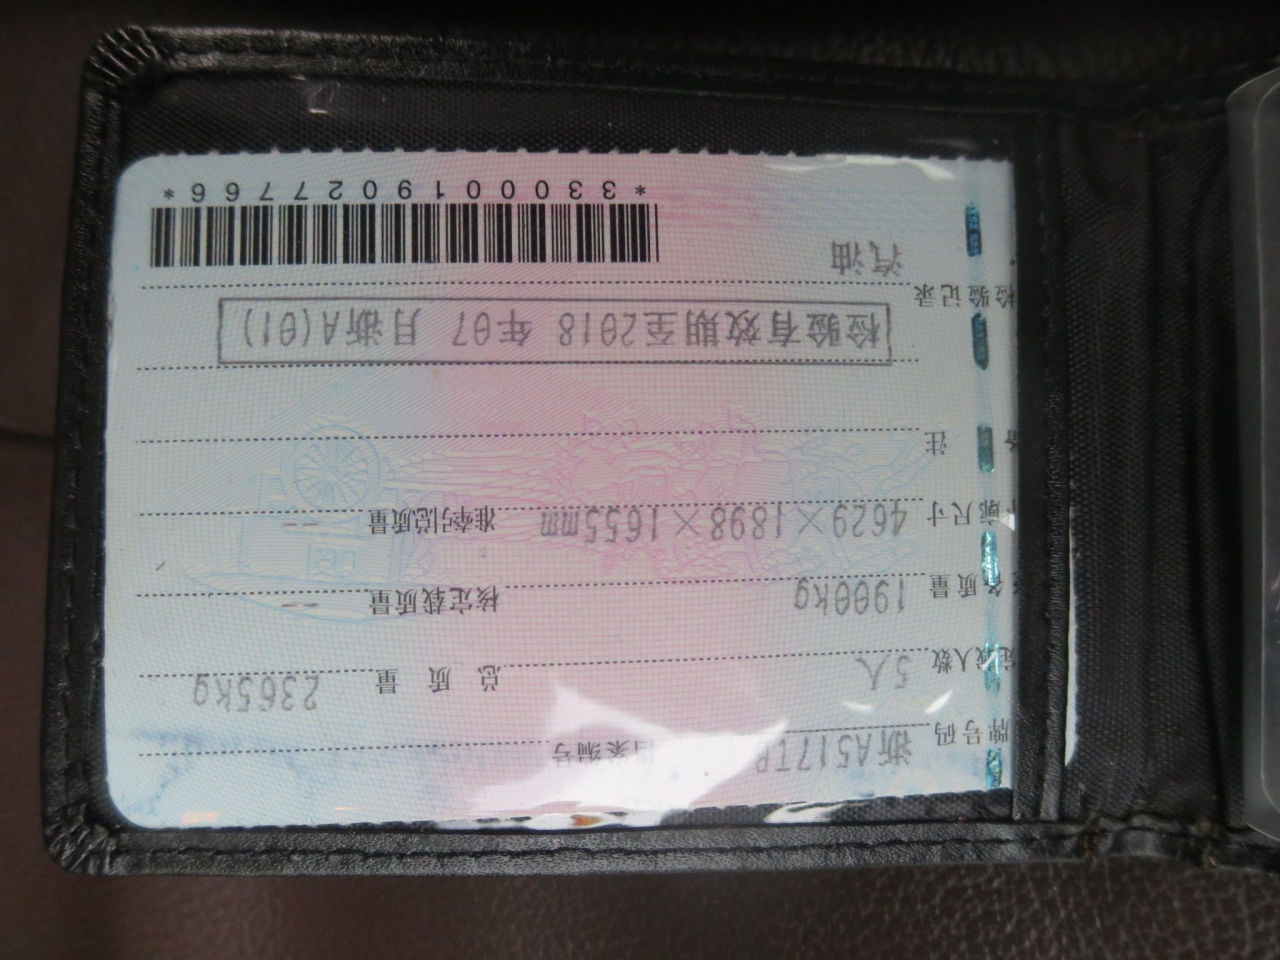 牌号码 浙A517TP 档案编号
定载人数 5人 总质量 2365kg
备质量 1900kg 核定载质量 --
外廓尺寸 4629×1898×1655mm 准牵引总质量 --
备注
检验有效期至2018 年07 月浙A(01)
检验记录
汽油
*3300019027766*